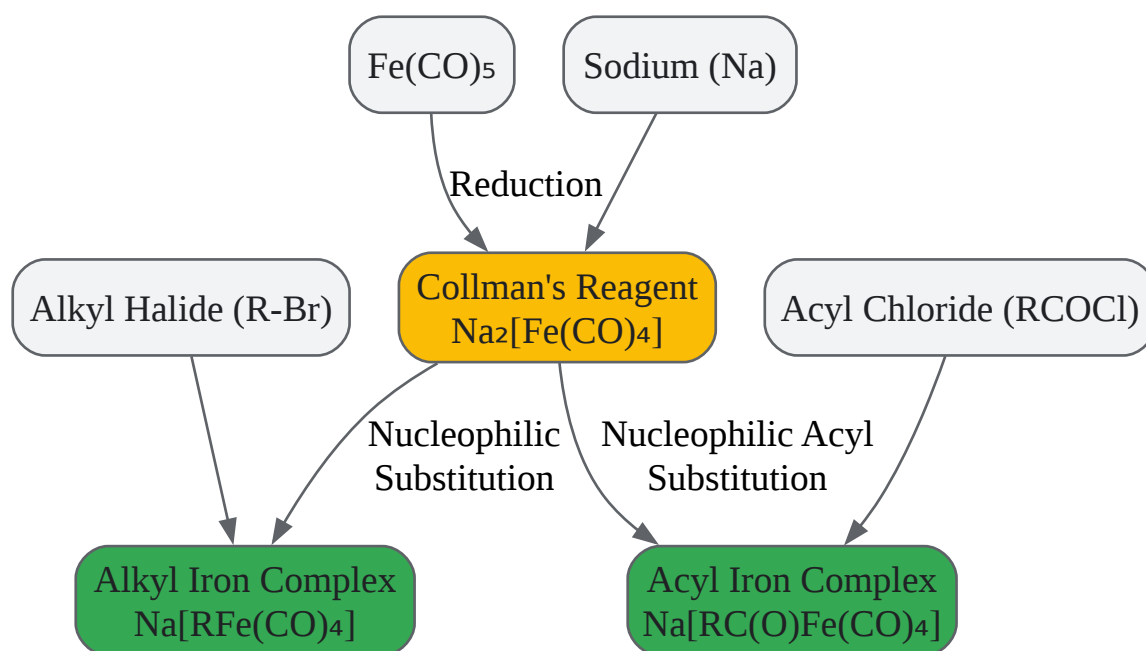 Fe(CO)₅
Sodium (Na)
Reduction
Alkyl Halide (R-Br)
Collman's Reagent
Na₂[Fe(CO)₄]
Acyl Chloride (RCOCl)
Nucleophilic
Substitution
Nucleophilic Acyl
Substitution
Alkyl Iron Complex
Na[RFe(CO)₄]
Acyl Iron Complex
Na[RC(O)Fe(CO)₄]